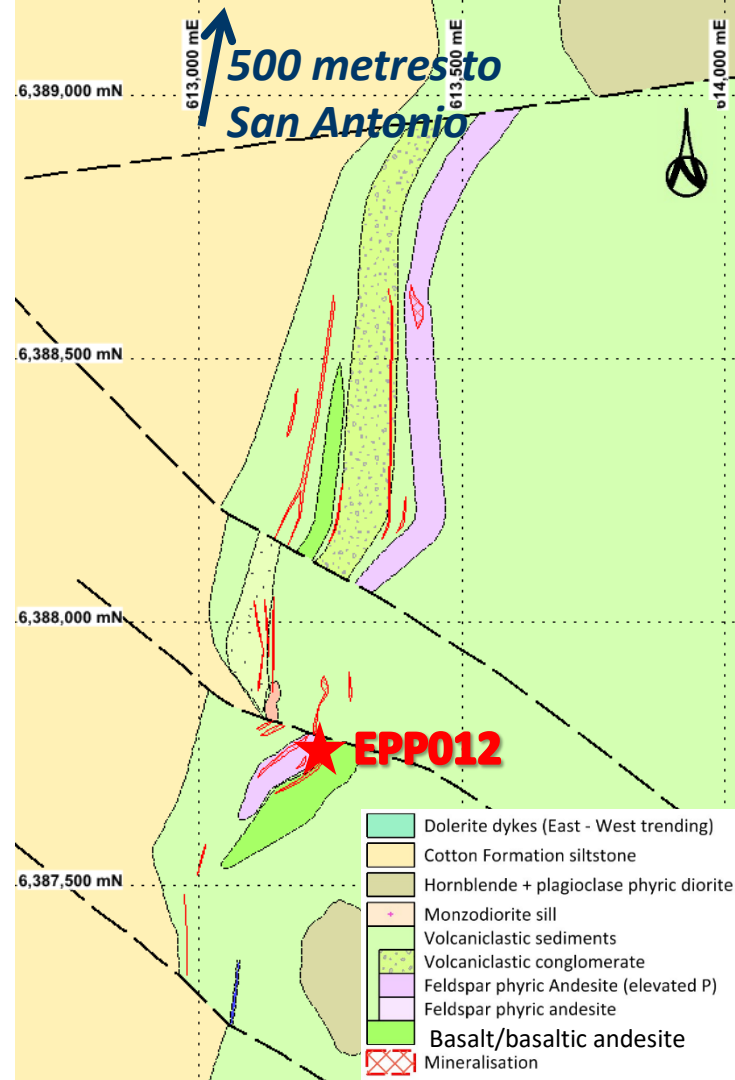 613,000 mE
613,500 mE
614,000 mE
500 metres to
San Antonio
6,389,000 mN
N
6,388,500 mN
6,388,000 mN
EPP012
6,387,500 mN
Dolerite dykes (East - West trending)
Cotton Formation siltstone
Hornblende + plagioclase phyric diorite
Monzodiorite sill
Volcaniclastic sediments
Volcaniclastic conglomerate
Feldspar phyric Andesite (elevated P)
Feldspar phyric andesite
Basalt/basaltic andesite
Mineralisation